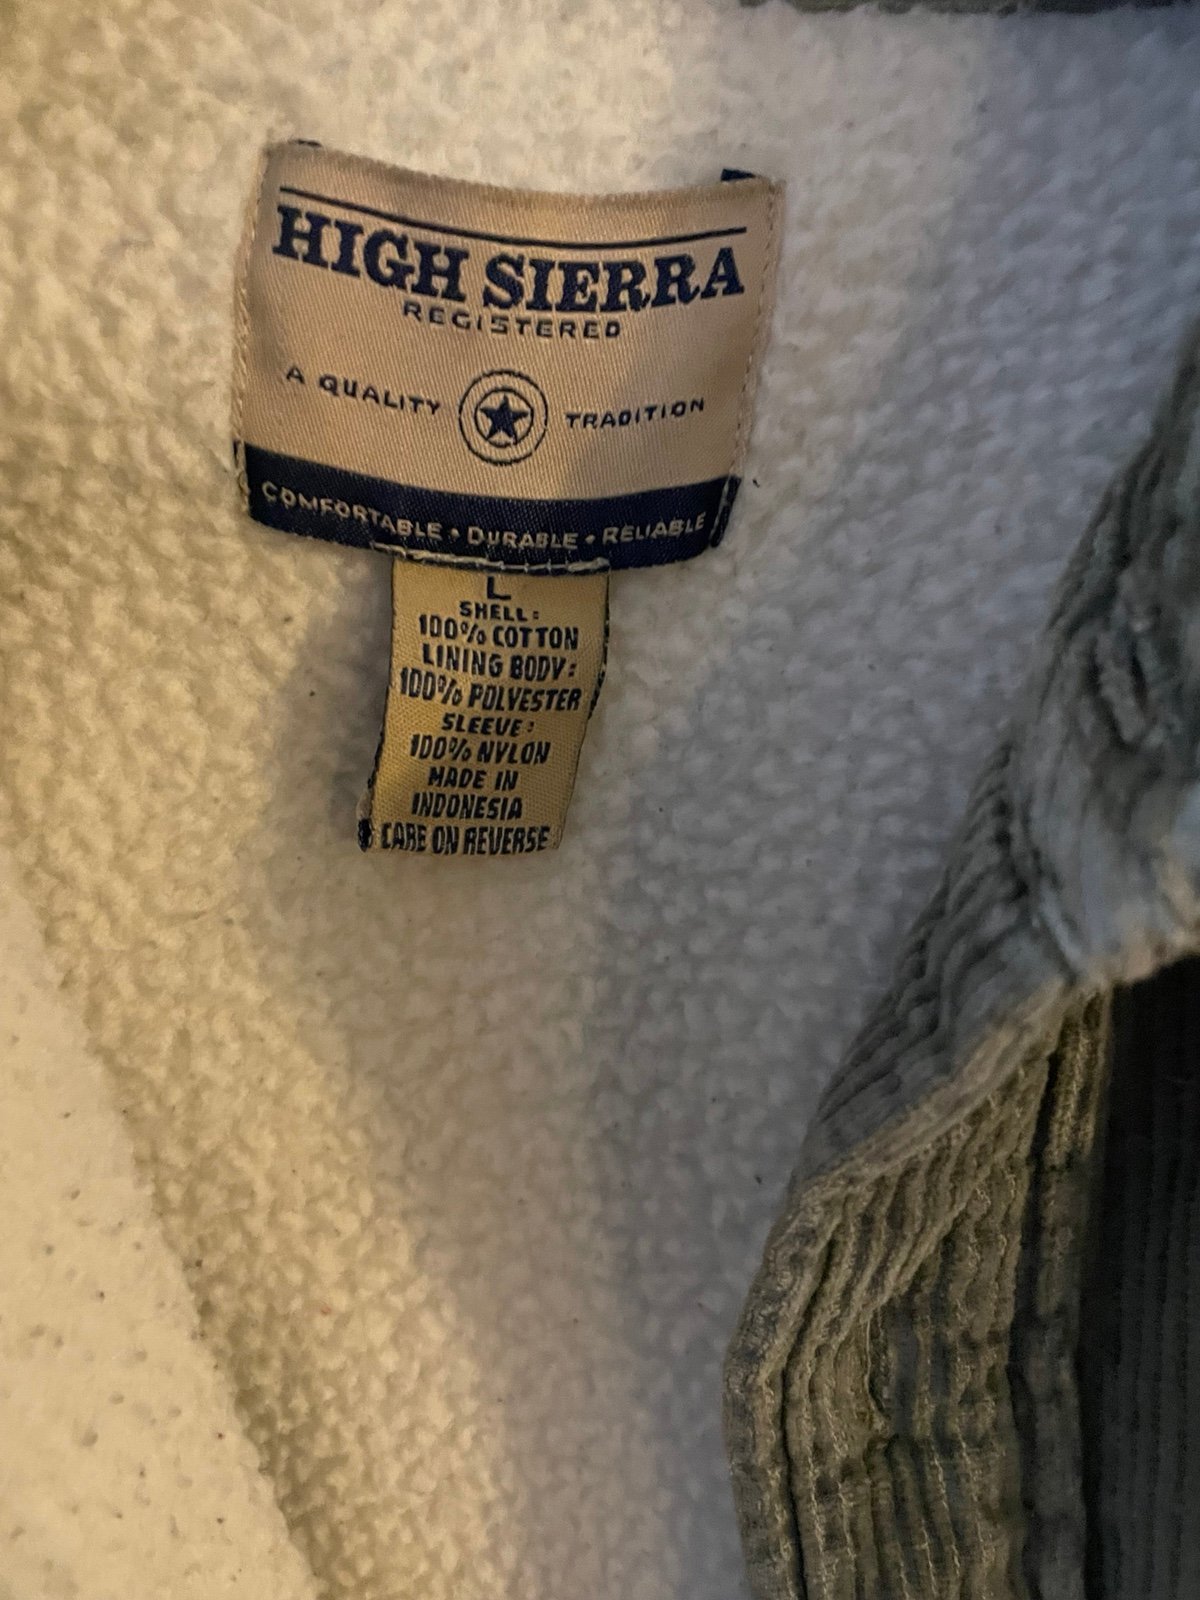 HIGH SIERRA
REGISTERED
A QUALITY TRADITION
COMFORTABLE • DURABLE • RELIABLE
L
SHELL:
100% COTTON
LINING BODY:
100% POLYESTER
SLEEVE:
100% NYLON
MADE IN
INDONESIA
CARE ON REVERSE